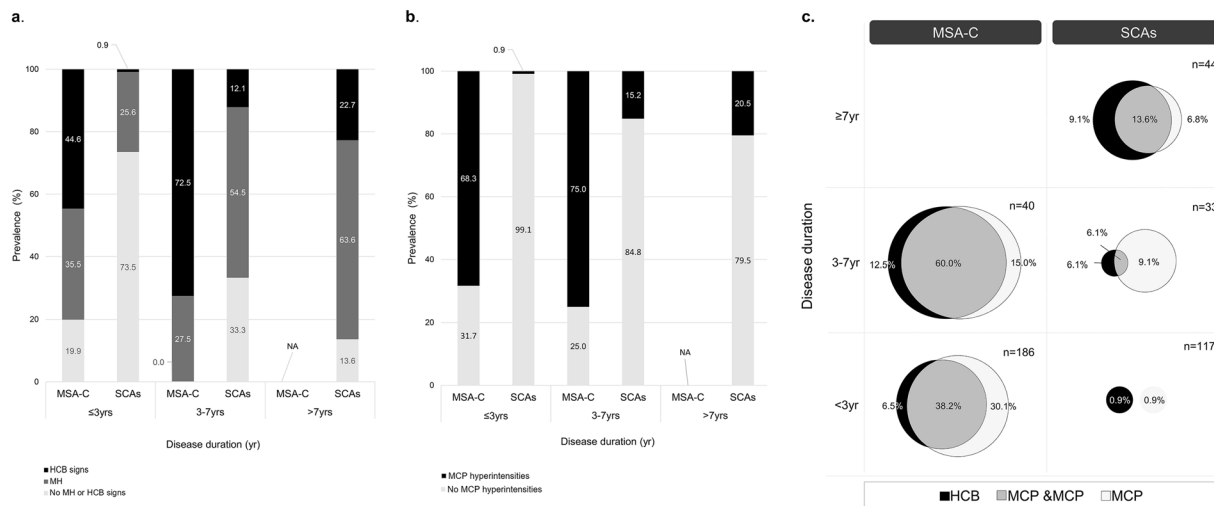 a.
0.9
100
80
60
40
20
0
Prevalence (%)
44.6
35.5
19.9
25.6
73.5
72.5
27.5
0.0
12.1
54.5
33.3
NA
22.7
63.6
13.6
MSA-C SCAs MSA-C SCAs MSA-C SCAs
≤3yrs 3-7yrs >7yrs
Disease duration (yr)
HCB signs
MH
No MH or HCB signs
b.
0.9
100
80
60
40
20
0
Prevalence (%)
68.3
31.7
99.1
75.0
25.0
15.2
84.8
NA
20.5
79.5
MSA-C SCAs MSA-C SCAs MSA-C SCAs
≤3yrs 3-7yrs >7yrs
Disease duration (yr)
MCP hyperintensities
No MCP hyperintensities
c.
MSA-C SCAs
Disease duration
≥7yr
n=44
9.1% 13.6% 6.8%
3-7yr
n=40
12.5% 60.0% 15.0%
n=33
6.1%
6.1% 9.1%
<3yr
n=186
6.5% 38.2% 30.1%
n=117
0.9% 0.9%
HCB MCP &MCP MCP